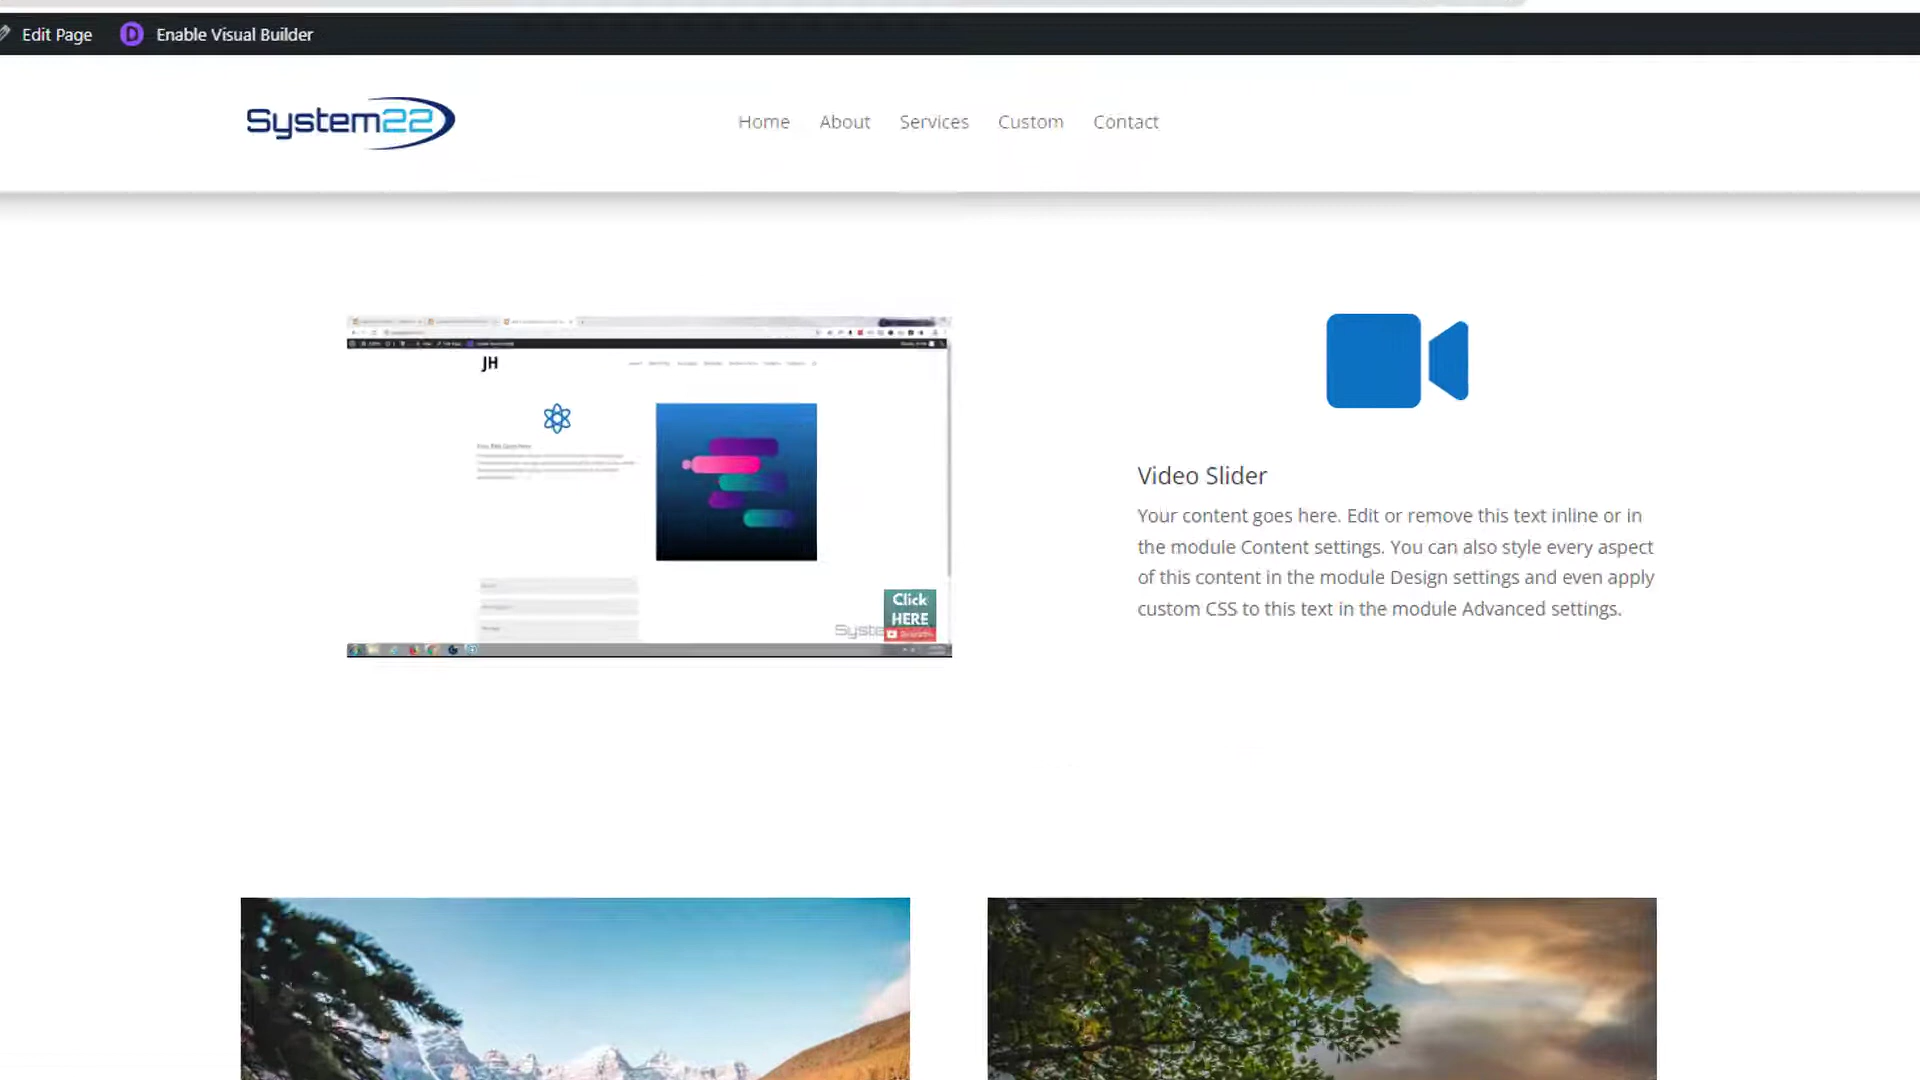 Edit Page
Enable Visual Builder
System22
Home
About
Services
Custom
Contact
JH
Click
HERE
Syste
Video Slider
Your content goes here. Edit or remove this text inline or in
the module Content settings. You can also style every aspect
of this content in the module Design settings and even apply
custom CSS to this text in the module Advanced settings.